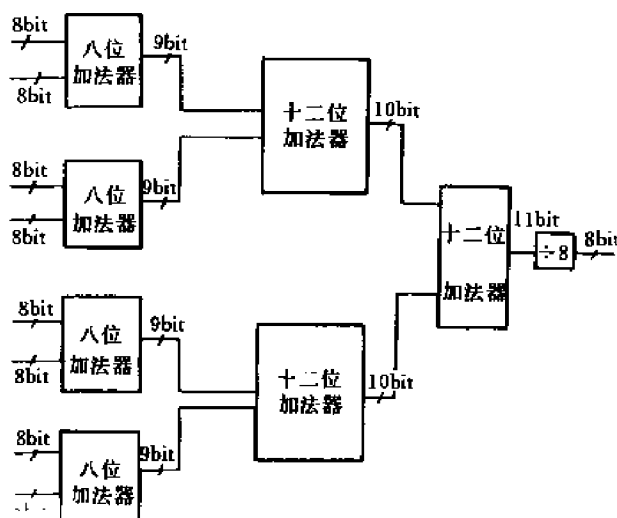 8bit
八位
加法器
9bit
8bit
十二位
加法器
10bit
8bit
八位
加法器
9bit
8bit
十二位
加法器
11bit
÷8
8bit
8bit
八位
加法器
9bit
8bit
十二位
加法器
10bit
8bit
八位
加法器
9bit